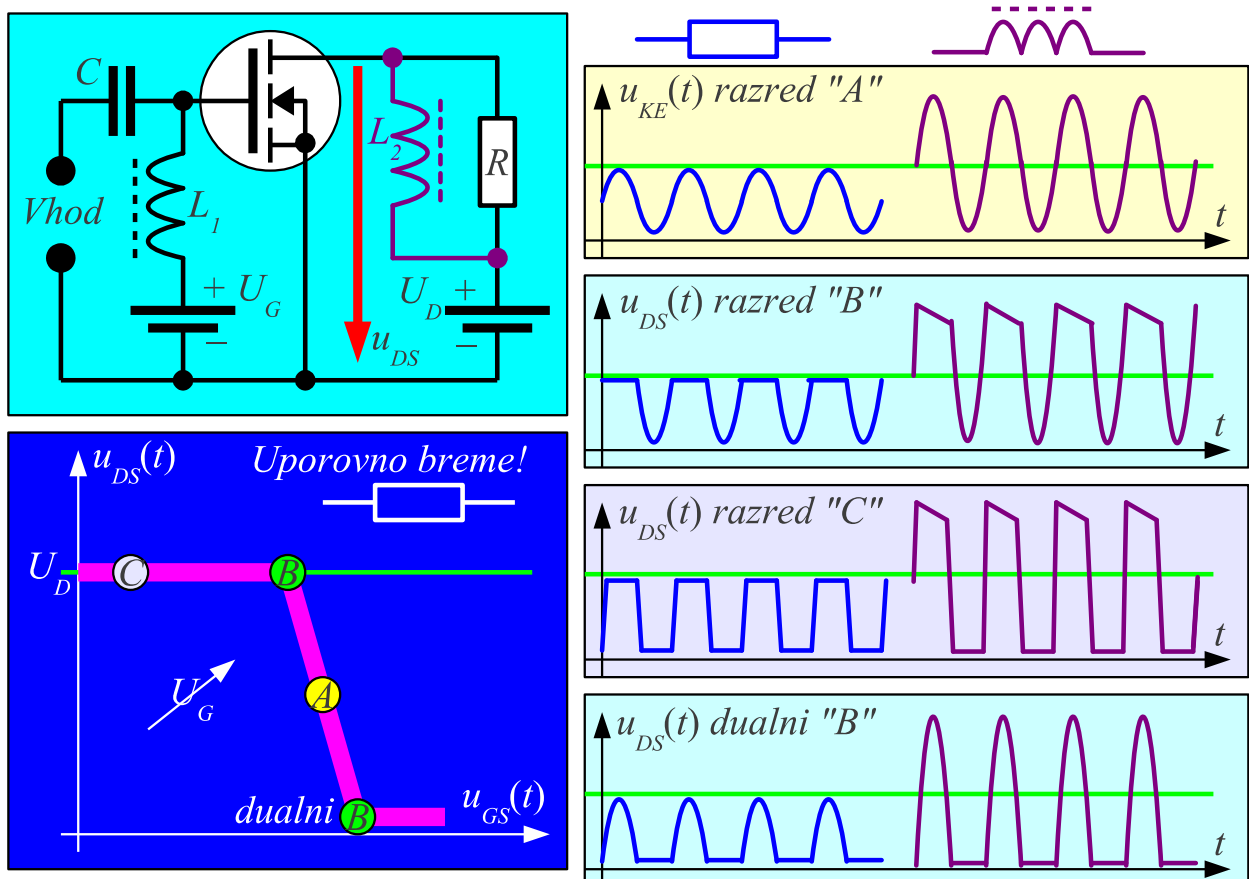 C
Vhod
L1
+ UG
−
L2
R
UD +
−
uDS
uDS(t)
Uporovno breme!
UD
C
B
UG
A
dualni B
uGS(t)
uKE(t) razred "A"
t
uDS(t) razred "B"
t
uDS(t) razred "C"
t
uDS(t) dualni "B"
t